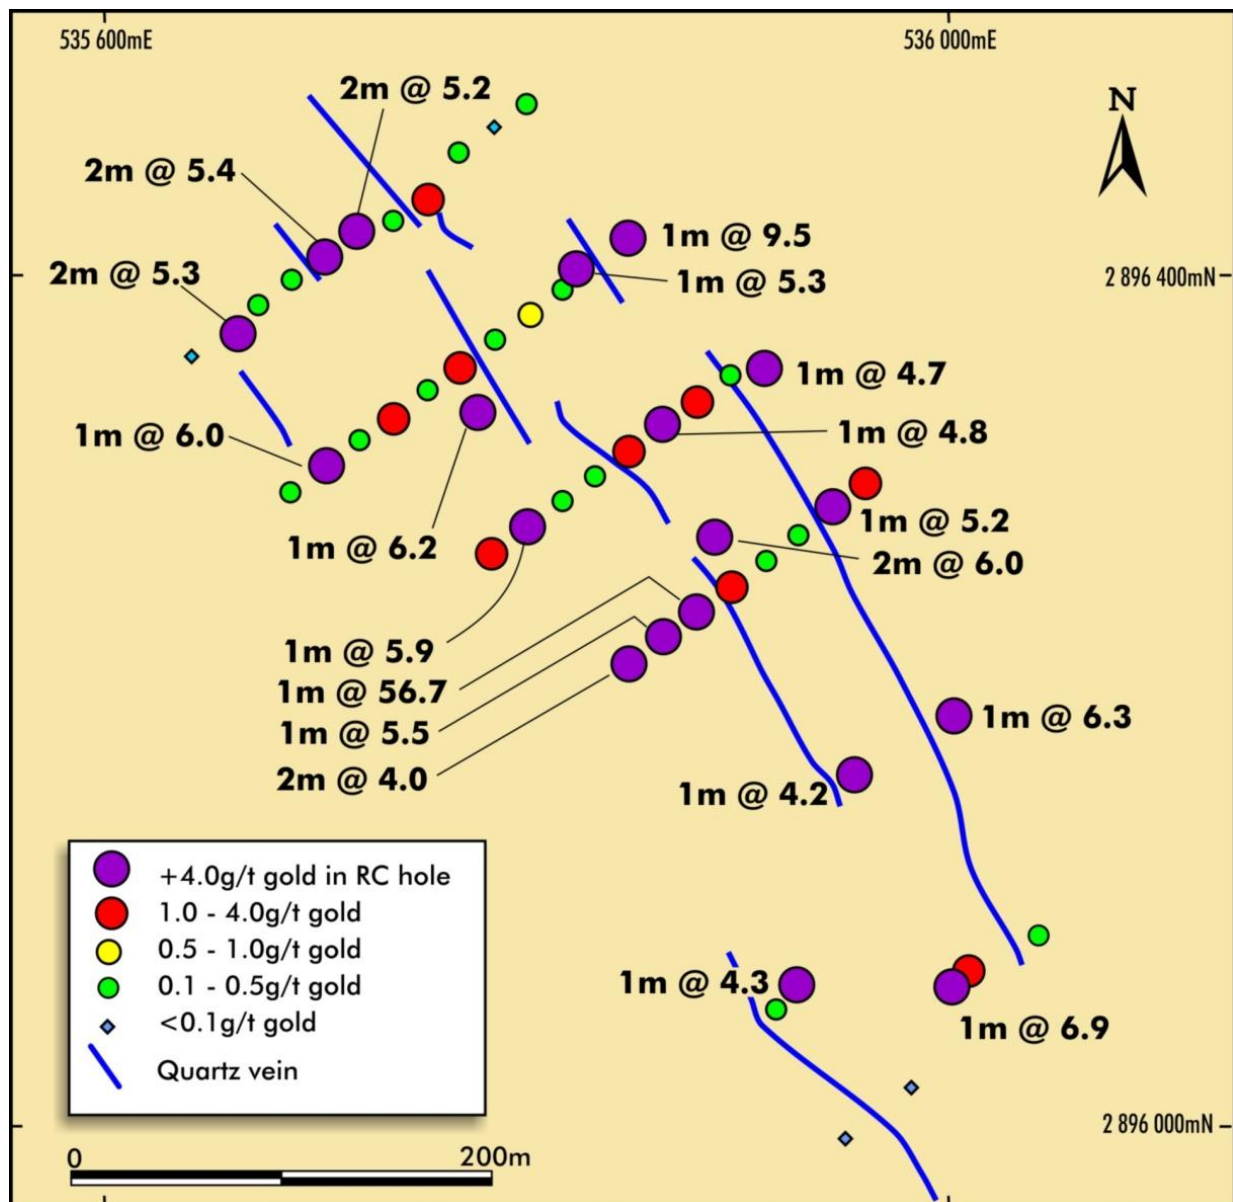 535 600mE
536 000mE
2m @ 5.2
N
2m @ 5.4
1m @ 9.5
2m @ 5.3
1m @ 5.3
2 896 400mN
1m @ 4.7
1m @ 6.0
1m @ 4.8
1m @ 6.2
1m @ 5.2
2m @ 6.0
1m @ 5.9
1m @ 56.7
1m @ 6.3
1m @ 5.5
2m @ 4.0
1m @ 4.2
+4.0g/t gold in RC hole
1.0 - 4.0g/t gold
0.5 - 1.0g/t gold
0.1 - 0.5g/t gold
<0.1g/t gold
Quartz vein
1m @ 4.3
1m @ 6.9
2 896 000mN
0
200m